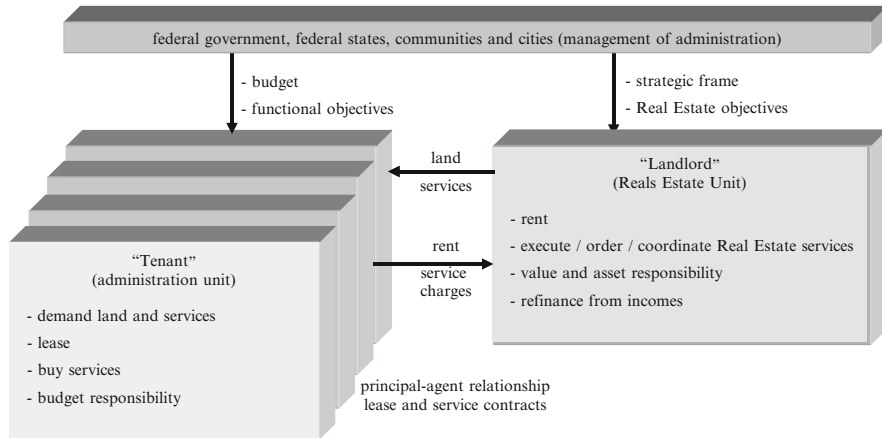 federal government, federal states, communities and cities (management of administration)
- budget
- functional objectives
- strategic frame
- Real Estate objectives
land
services
“Landlord”
(Reals Estate Unit)
- rent
- execute / order / coordinate Real Estate services
- value and asset responsibility
- refinance from incomes
rent
service
charges
“Tenant”
(administration unit)
- demand land and services
- lease
- buy services
- budget responsibility
principal-agent relationship
lease and service contracts